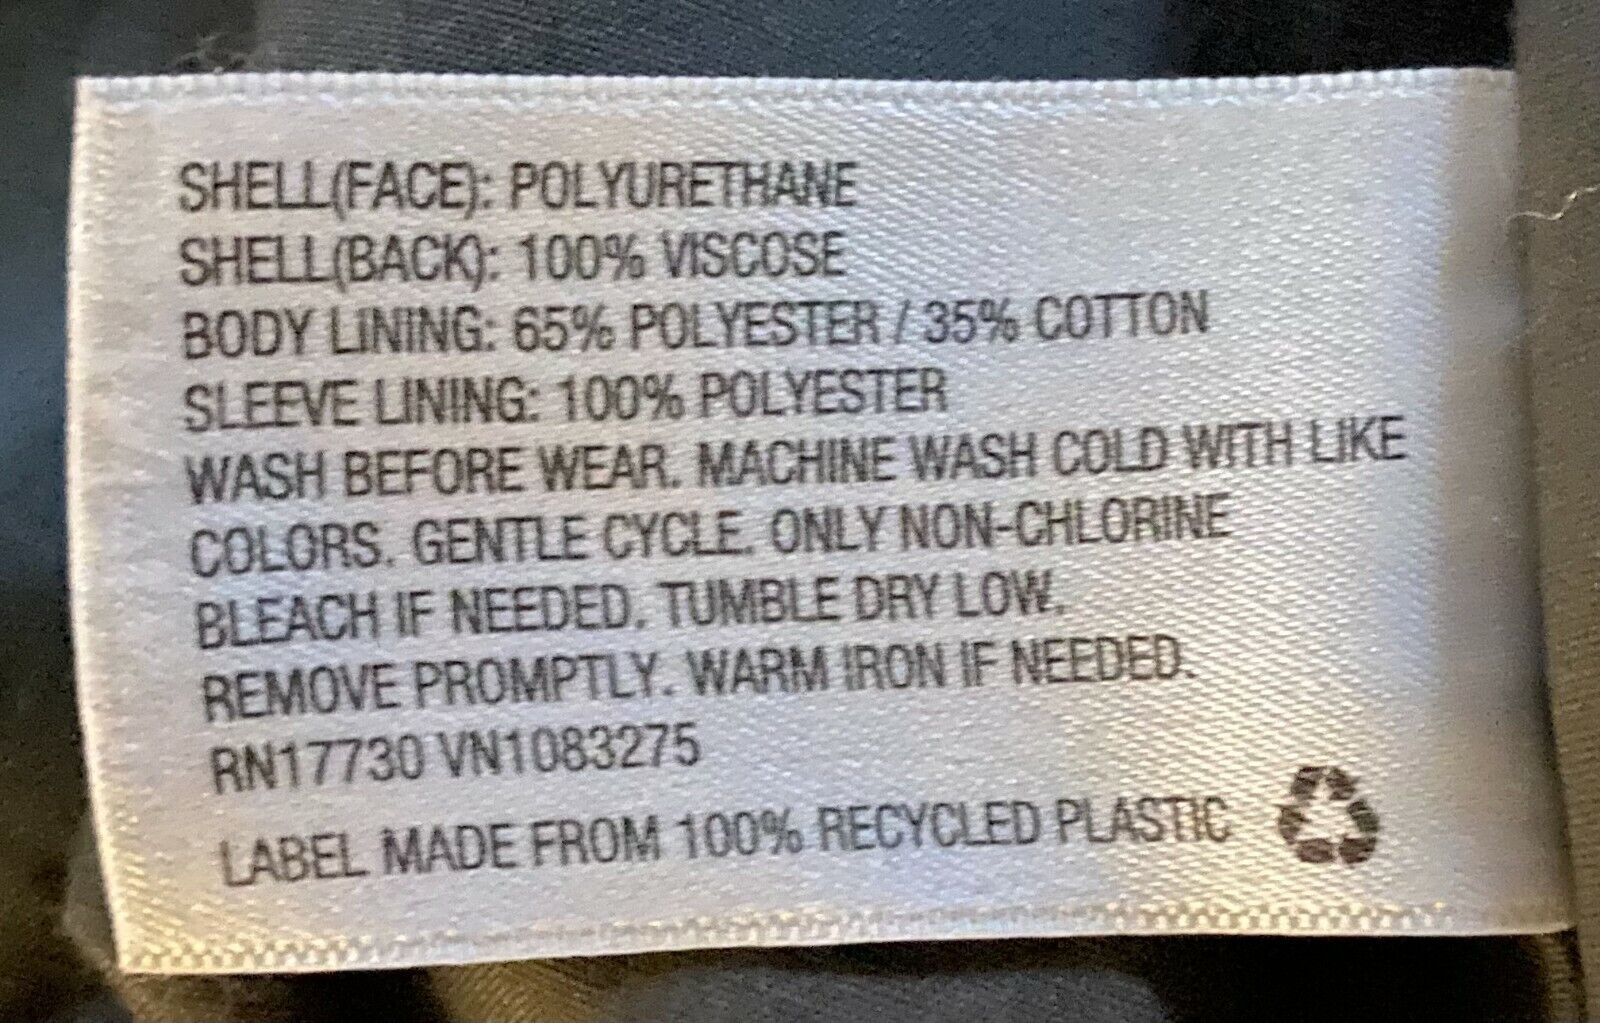 SHELL(FACE): POLYURETHANE
SHELL(BACK): 100% VISCOSE
BODY LINING: 65% POLYESTER / 35% COTTON
SLEEVE LINING: 100% POLYESTER
WASH BEFORE WEAR. MACHINE WASH COLD WITH LIKE
COLORS. GENTLE CYCLE. ONLY NON-CHLORINE
BLEACH IF NEEDED. TUMBLE DRY LOW.
REMOVE PROMPTLY. WARM IRON IF NEEDED.
RN17730 VN1083275
LABEL MADE FROM 100% RECYCLED PLASTIC